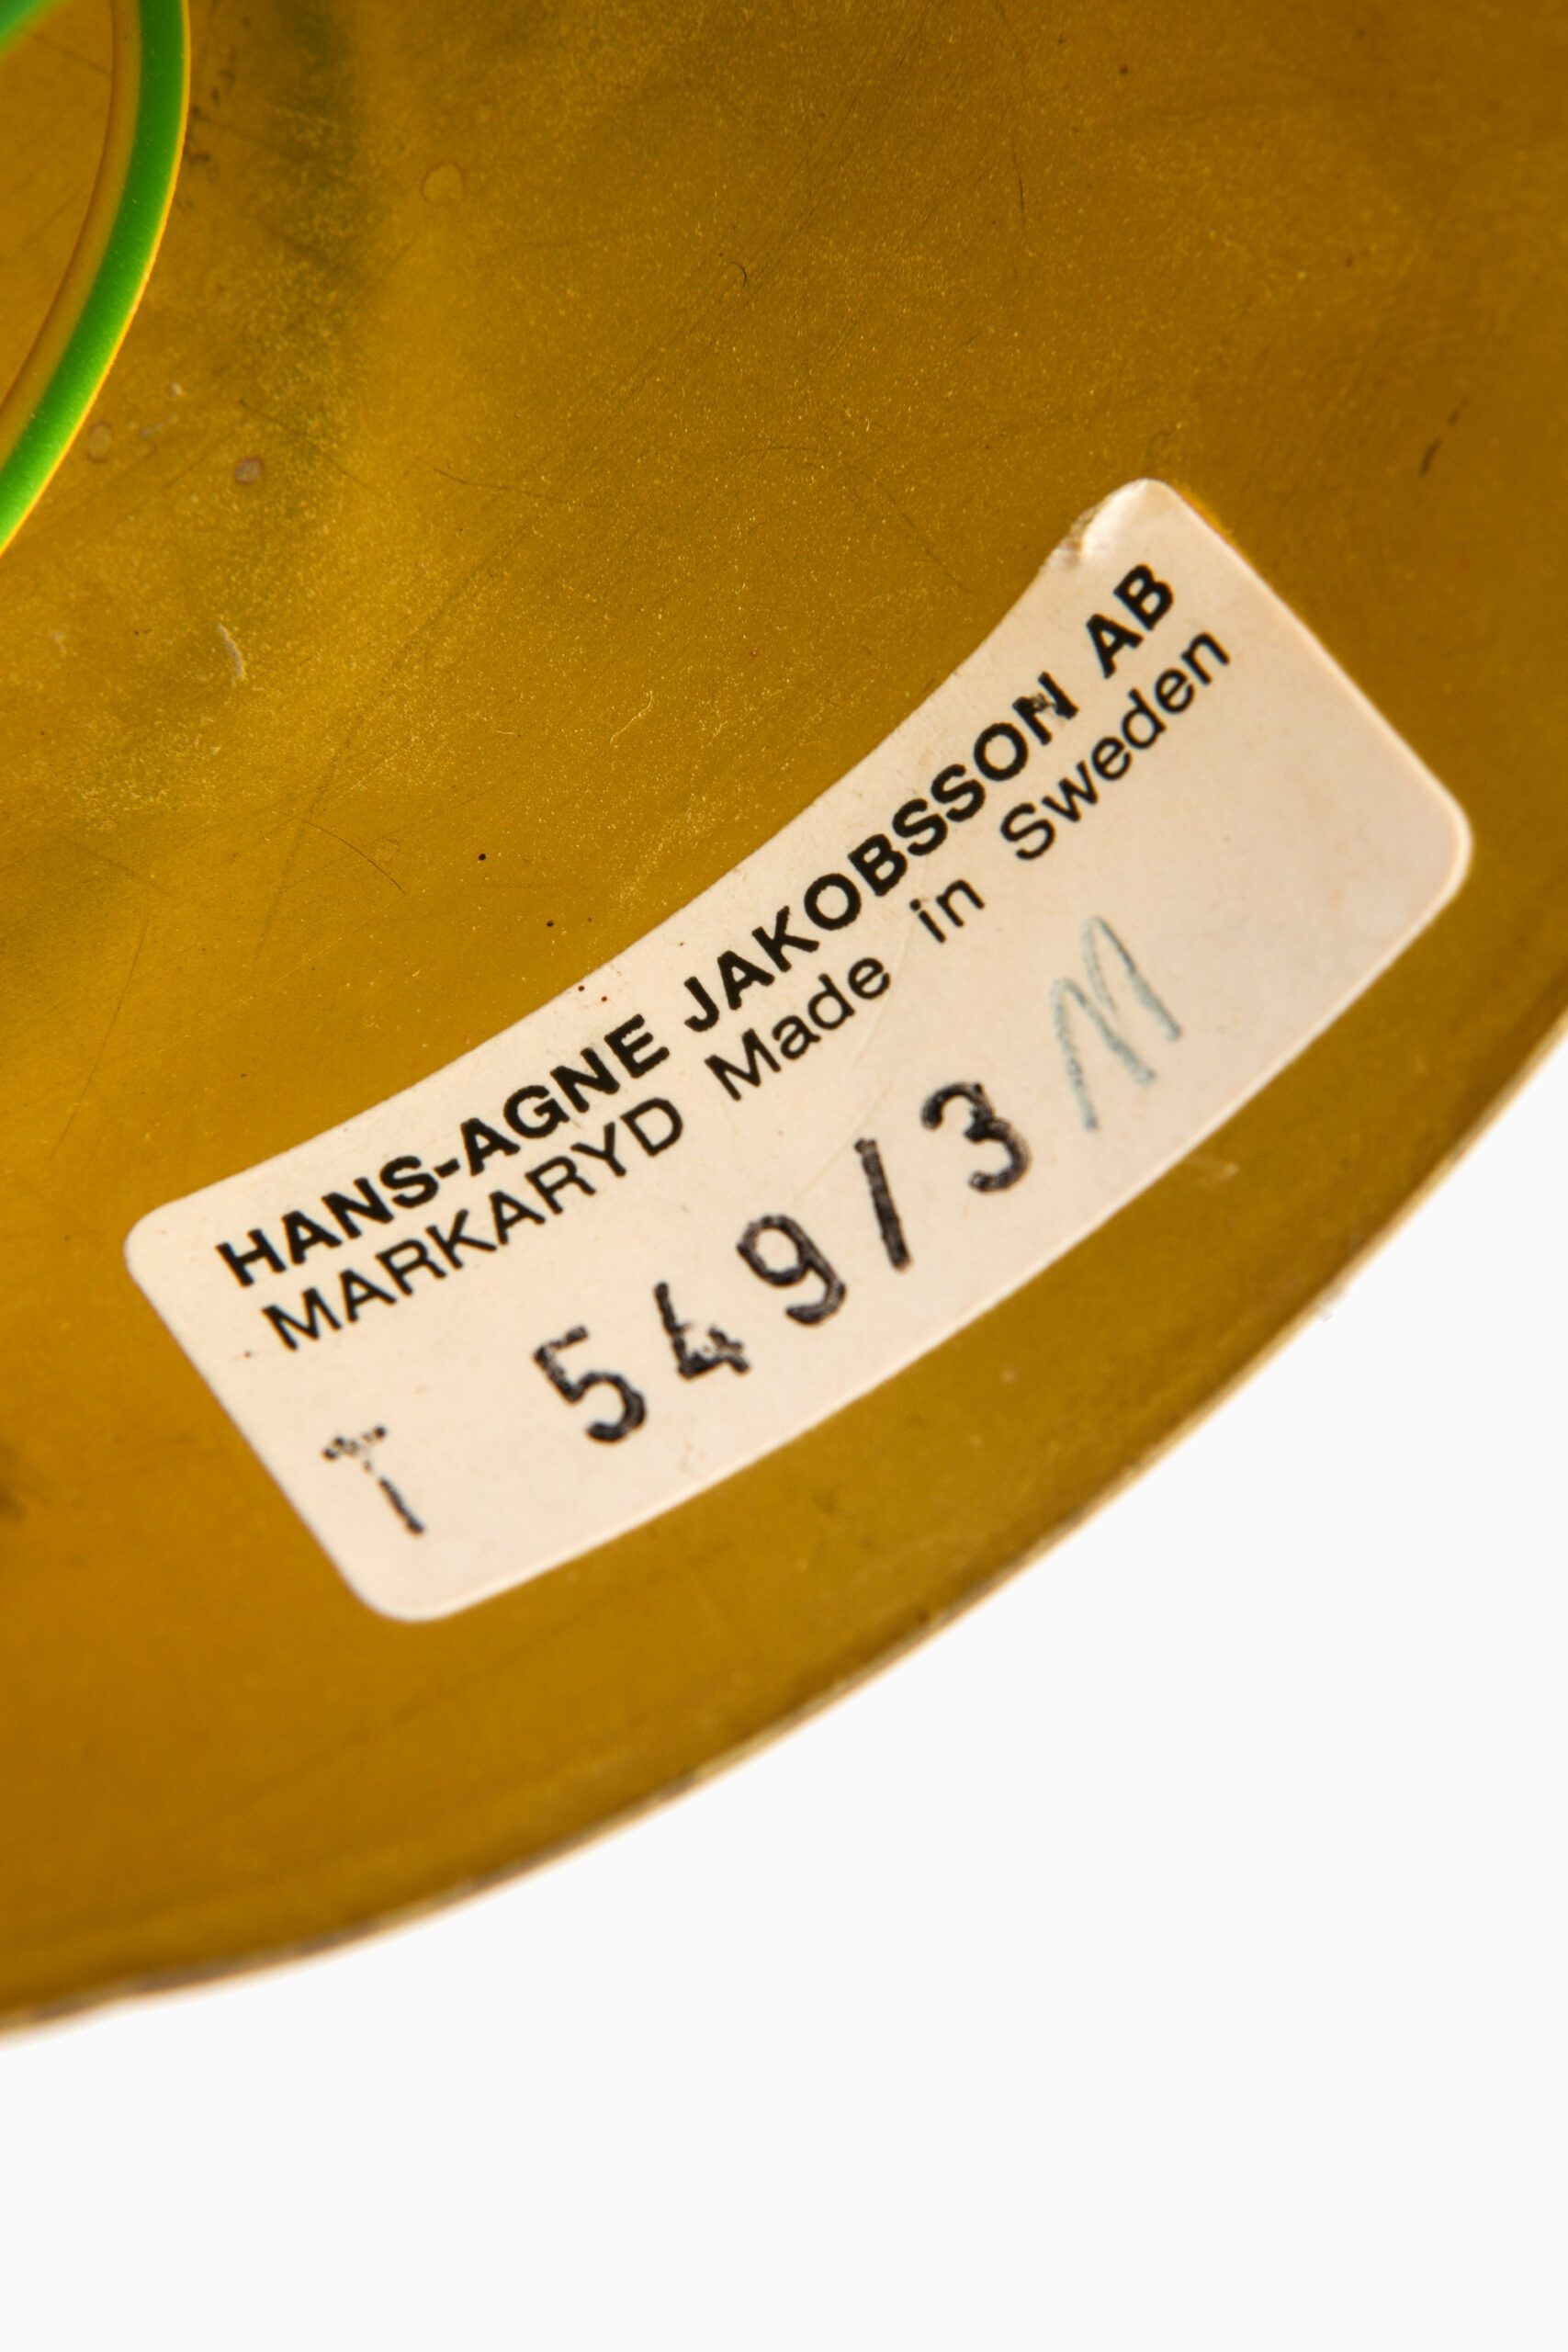 HANS-AGNE JAKOBSSON AB
MARKARYD Made in Sweden
T 549/3 M